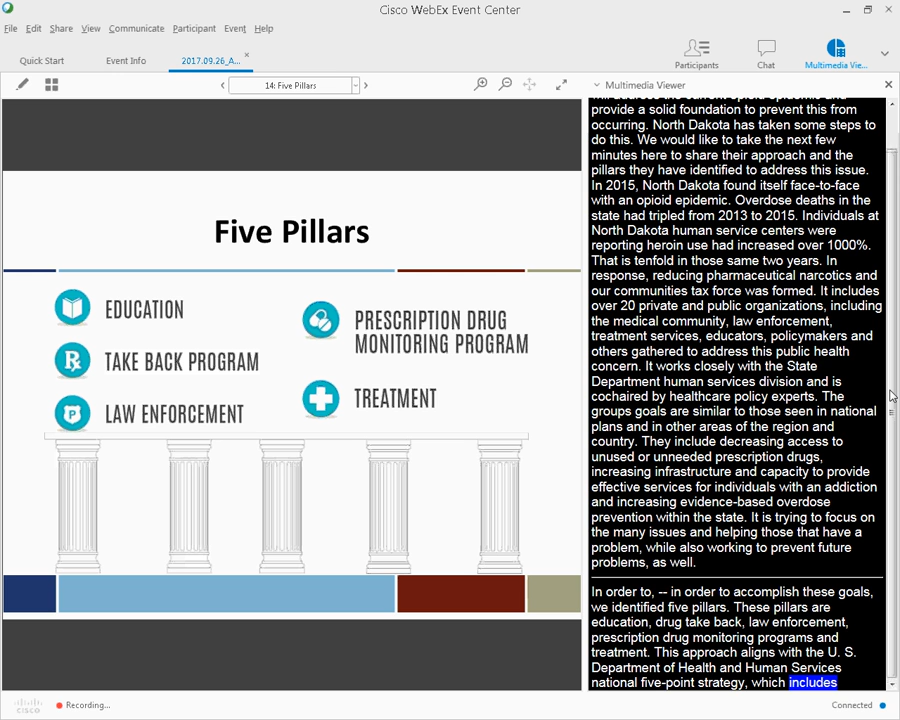 Cisco WebEx Event Center
File Edit Share View Communicate Participant Event Help
Quick Start Event Info 2017.09.26_A...
Participants Chat Multimedia Vie...
14: Five Pillars
Multimedia Viewer
Five Pillars
EDUCATION
TAKE BACK PROGRAM
LAW ENFORCEMENT
PRESCRIPTION DRUG
MONITORING PROGRAM
TREATMENT
provide a solid foundation to prevent this from
occurring. North Dakota has taken some steps to
do this. We would like to take the next few
minutes here to share their approach and the
pillars they have identified to address this issue.
In 2015, North Dakota found itself face-to-face
with an opioid epidemic. Overdose deaths in the
state had tripled from 2013 to 2015. Individuals at
North Dakota human service centers were
reporting heroin use had increased over 1000%.
That is tenfold in those same two years. In
response, reducing pharmaceutical narcotics and
our communities tax force was formed. It includes
over 20 private and public organizations, including
the medical community, law enforcement,
treatment services, educators, policymakers and
others gathered to address this public health
concern. It works closely with the State
Department human services division and is
cochaired by healthcare policy experts. The
groups goals are similar to those seen in national
plans and in other areas of the region and
country. They include decreasing access to
unused or unneeded prescription drugs,
increasing infrastructure and capacity to provide
effective services for individuals with an addiction
and increasing evidence-based overdose
prevention within the state. It is trying to focus on
the many issues and helping those that have a
problem, while also working to prevent future
problems, as well.
In order to, -- in order to accomplish these goals,
we identified five pillars. These pillars are
education, drug take back, law enforcement,
prescription drug monitoring programs and
treatment. This approach aligns with the U. S.
Department of Health and Human Services
national five-point strategy, which includes
cisco
Recording...
Connected